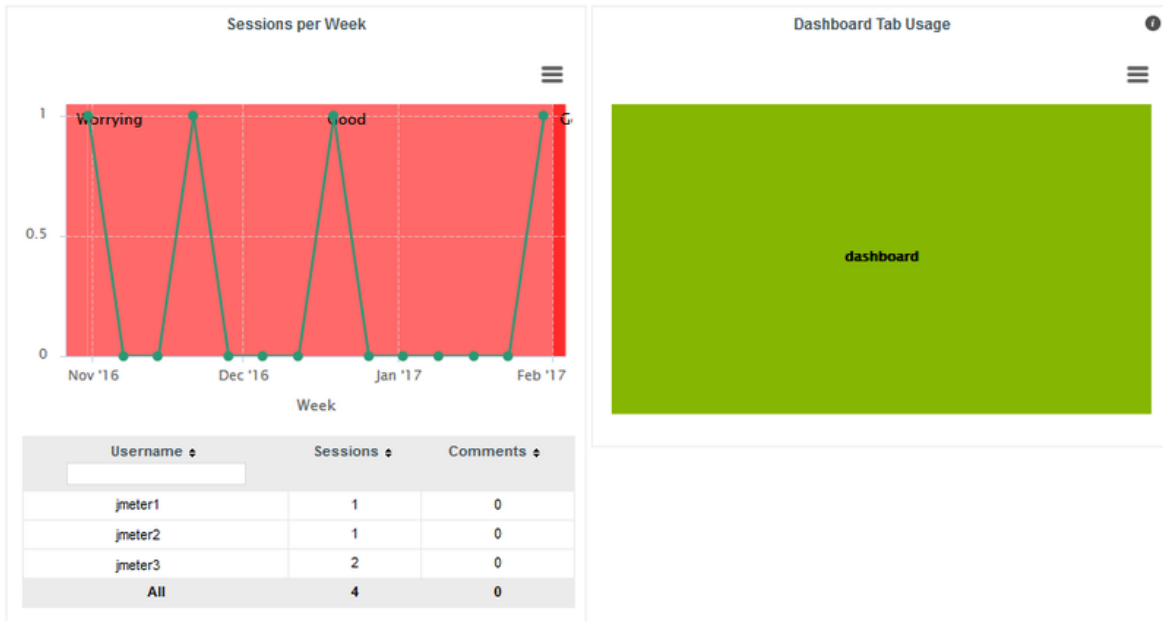 Sessions per Week
1
Worrying
Good
0.5
0
Nov '16 Dec '16 Jan '17 Feb '17
Week
Username Sessions Comments
jmeter1 1 0
jmeter2 1 0
jmeter3 2 0
All 4 0
Dashboard Tab Usage
dashboard